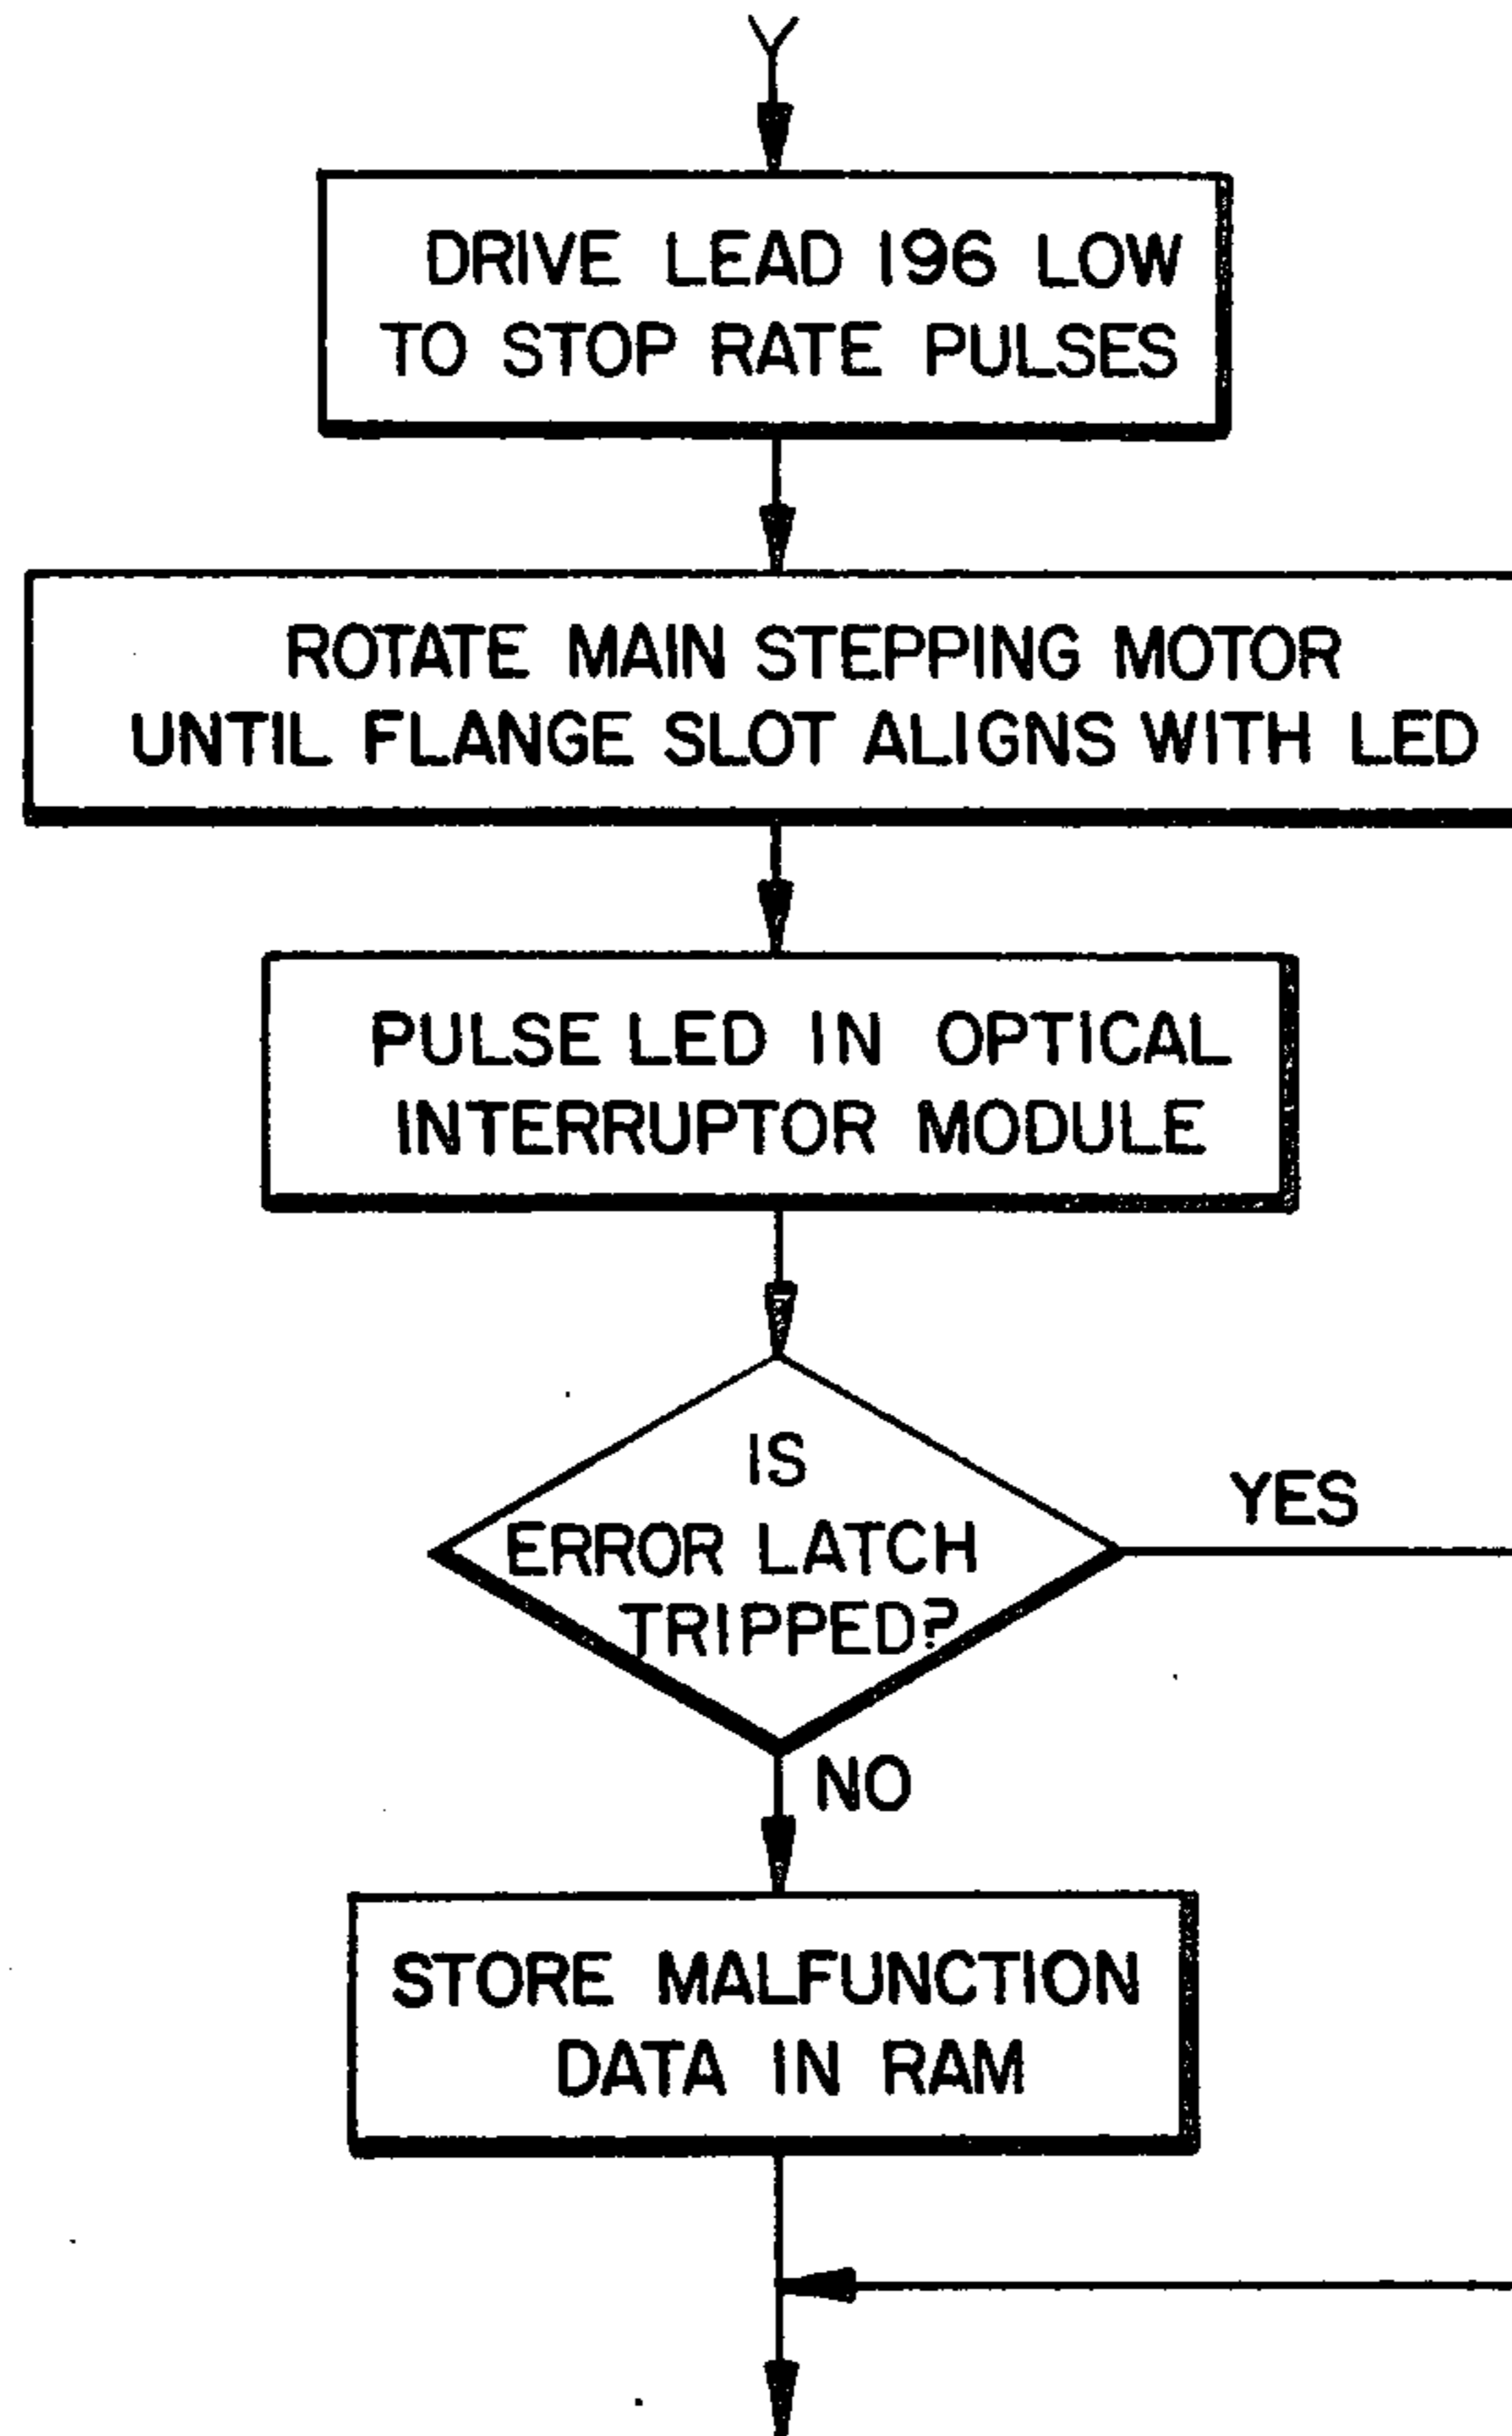 Y
DRIVE LEAD 196 LOW
TO STOP RATE PULSES
ROTATE MAIN STEPPING MOTOR
UNTIL FLANGE SLOT ALIGNS WITH LED
PULSE LED IN OPTICAL
INTERRUPTOR MODULE
IS
ERROR LATCH
TRIPPED?
YES
NO
STORE MALFUNCTION
DATA IN RAM